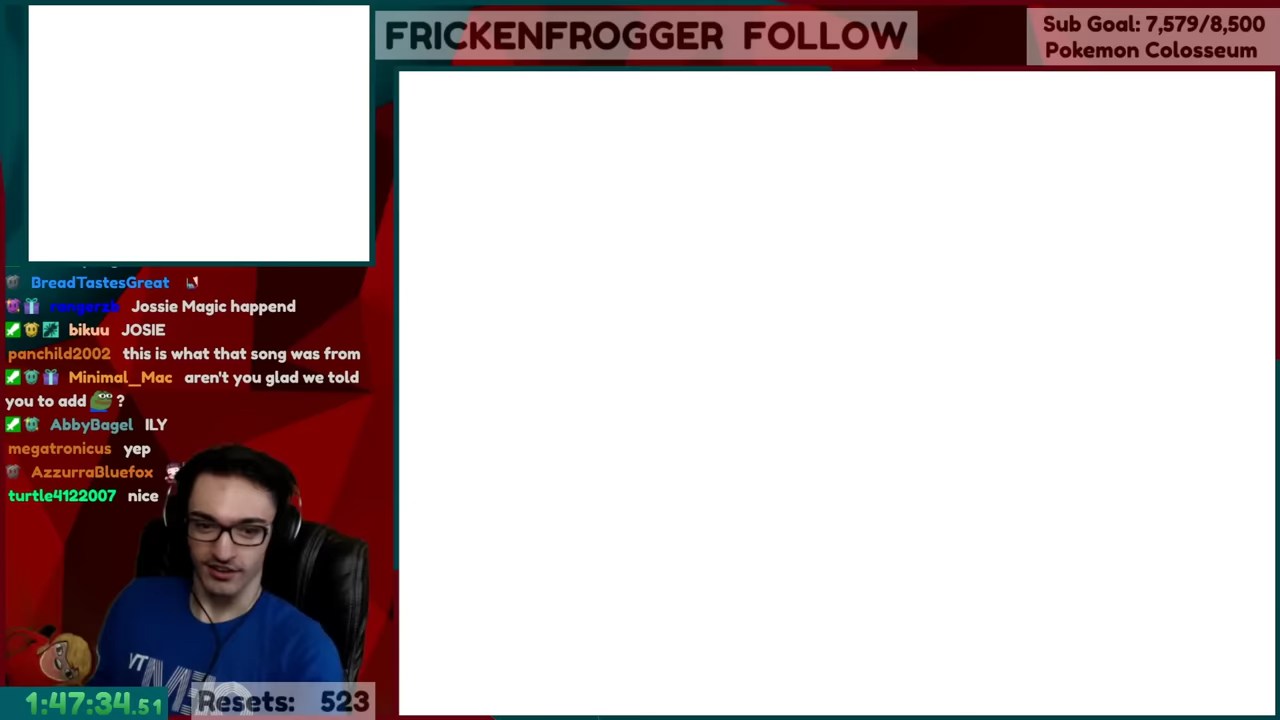 FRICKENFROGGER FOLLOW
Sub Goal: 7,579/8,500
Pokemon Colosseum
BreadTastesGreat
rangerzb Jossie Magic happend
bikuu JOSIE
panchild2002 this is what that song was from
Minimal_Mac aren't you glad we told
you to add ?
AbbyBagel ILY
megatronicus yep
AzzurraBluefox
turtle4122007 nice
YT
1:47:34.51
Resets: 523